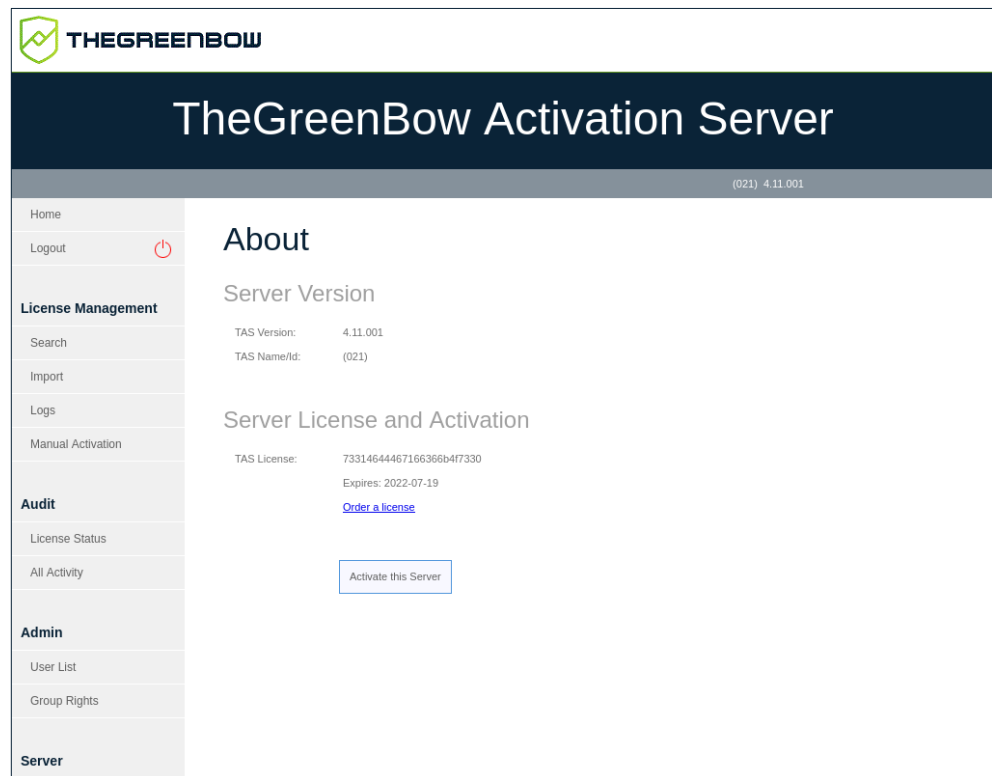 THEGREENBOW
TheGreenBow Activation Server
(021) 4.11.001
Home
Logout
License Management
Search
Import
Logs
Manual Activation
Audit
License Status
All Activity
Admin
User List
Group Rights
Server
About
Server Version
TAS Version: 4.11.001
TAS Name/Id: (021)
Server License and Activation
TAS License: 73314644467166366b4f7330
Expires: 2022-07-19
Order a license
Activate this Server